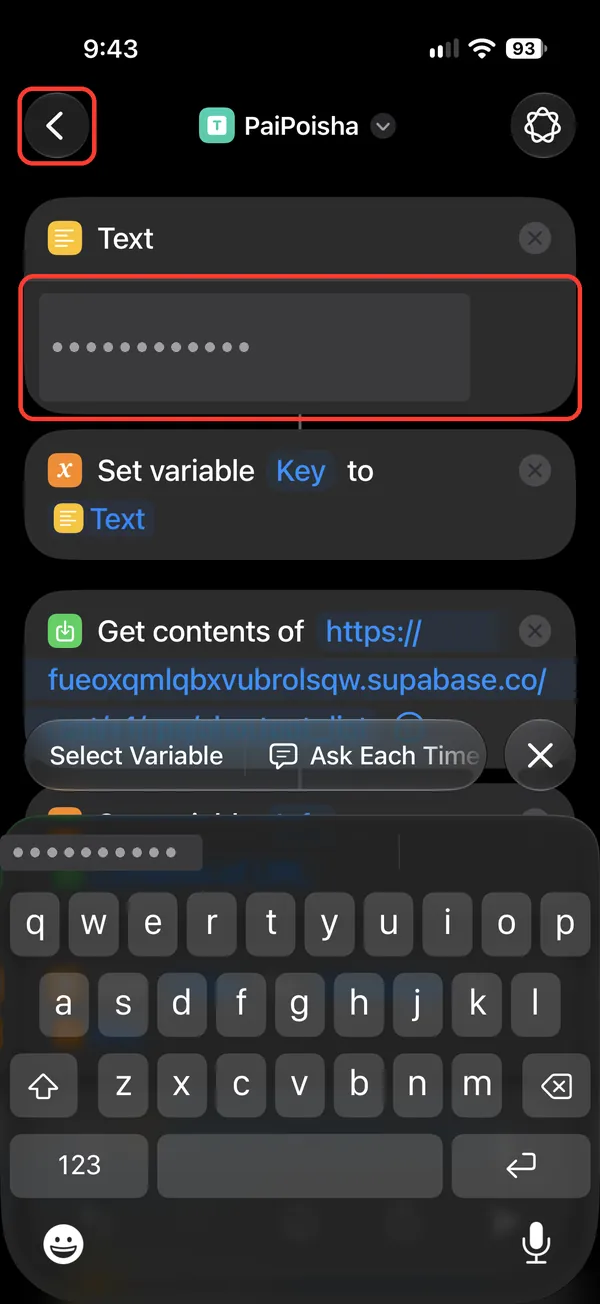 9:43
93
PaiPoisha
Text
Set variable Key to
Text
Get contents of https://
fueoxqmlqbxvubrolsqw.supabase.co/
Select Variable
Ask Each Time
q w e r t y u i o p
a s d f g h j k l
z x c v b n m
123